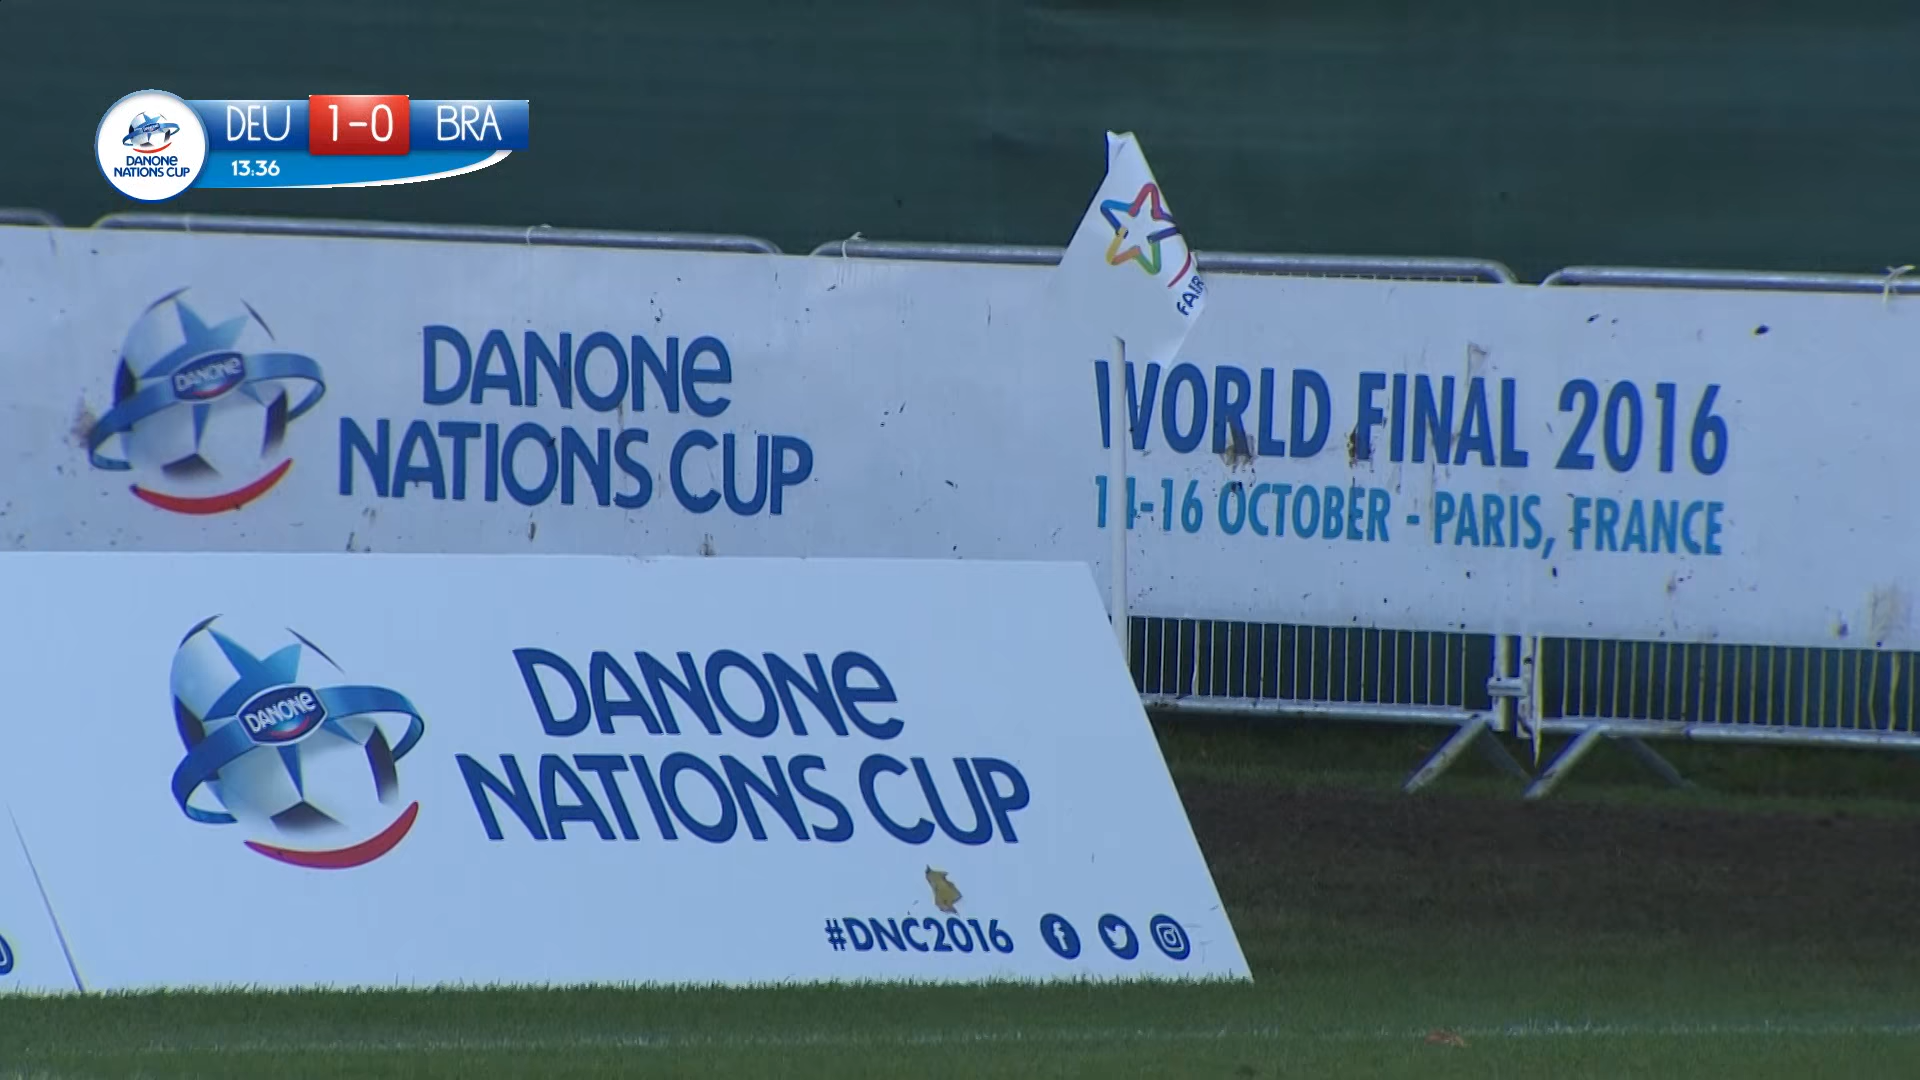 DEU 1-0 BRA
13:36
DANONE
NATIONS CUP
FAIR
DANONE
DANONE
NATIONS CUP
WORLD FINAL 2016
14-16 OCTOBER - PARIS, FRANCE
DANONE
DANONE
NATIONS CUP
#DNC2016